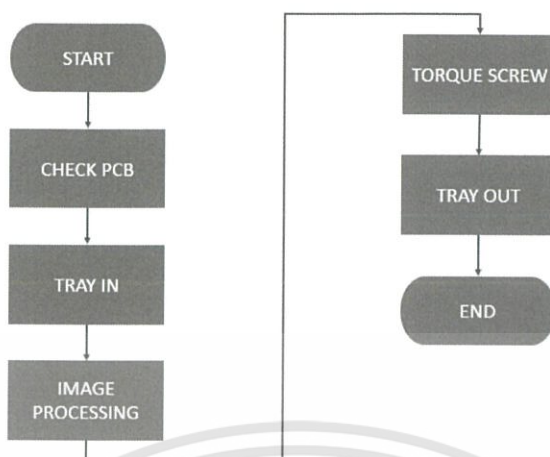 START
CHECK PCB
TRAY IN
IMAGE
PROCESSING
TORQUE SCREW
TRAY OUT
END